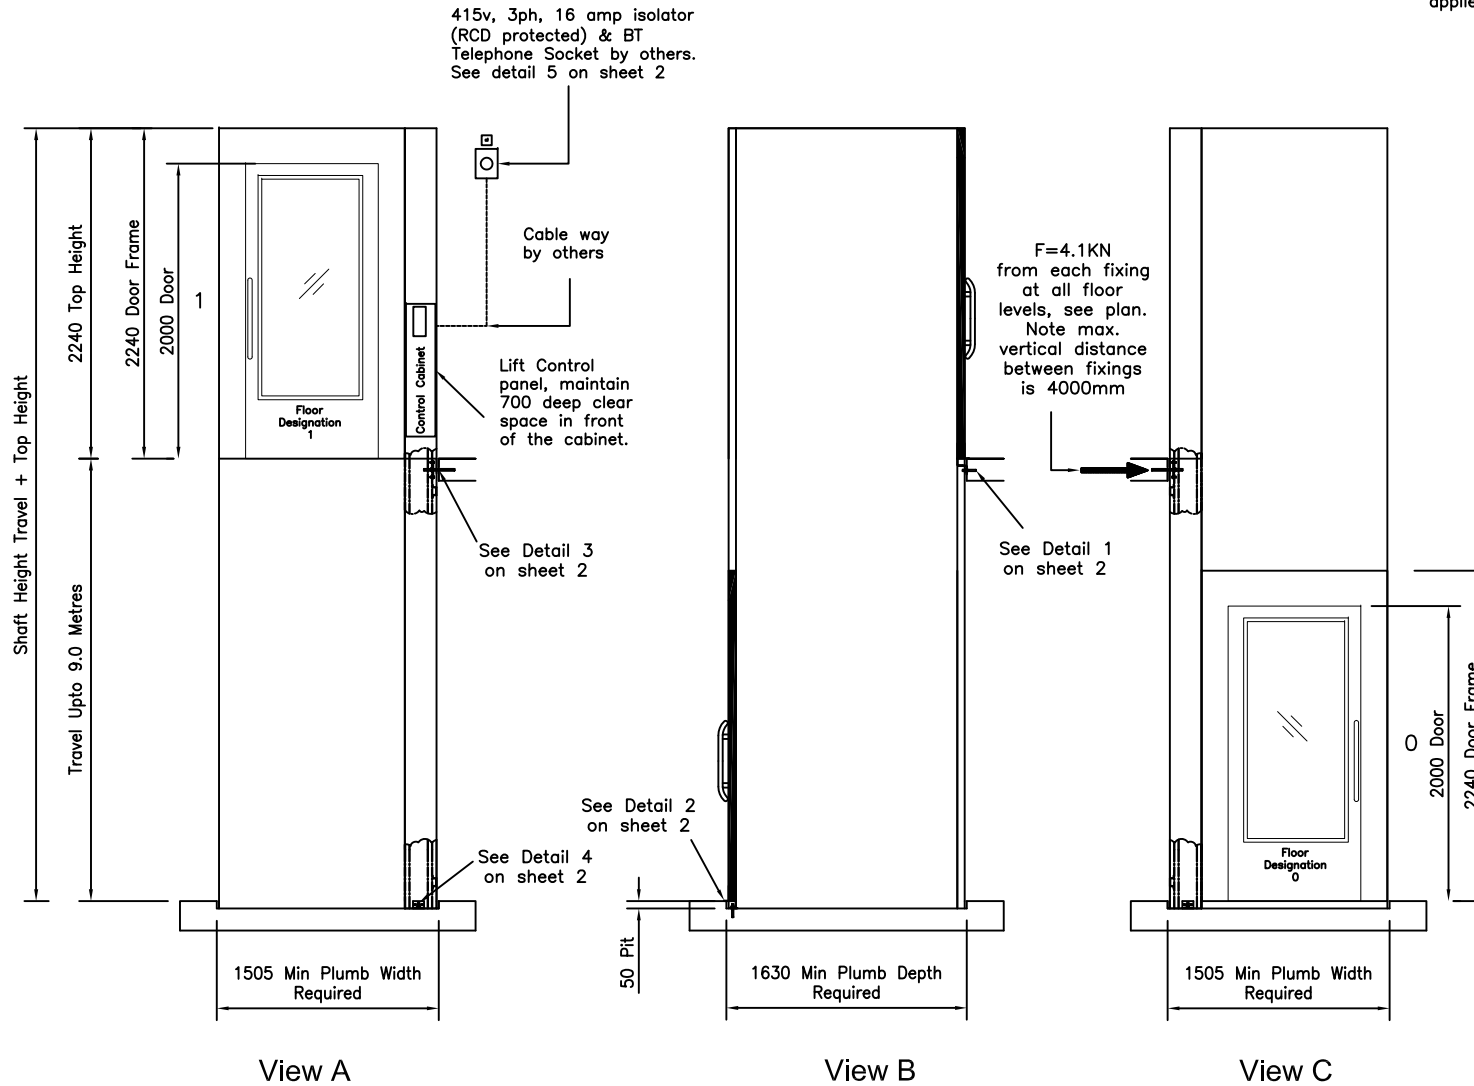 applie
415v, 3ph, 16 amp isolator
(RCD protected) & BT
Telephone Socket by others.
See detail 5 on sheet 2
Cable way
by others
Lift Control
panel, maintain
700 deep clear
space in front
of the cabinet.
Control Cabinet
Shaft Height Travel + Top Height
2240 Top Height
2240 Door Frame
2000 Door
1
Floor
Designation
1
Travel Upto 9.0 Metres
See Detail 3
on sheet 2
See Detail 4
on sheet 2
1505 Min Plumb Width
Required
View A
See Detail 2
on sheet 2
50 Pit
1630 Min Plumb Depth
Required
View B
F=4.1KN
from each fixing
at all floor
levels, see plan.
Note max.
vertical distance
between fixings
is 4000mm
See Detail 1
on sheet 2
Floor
Designation
0
0
2000 Door
2240 Door Frame
1505 Min Plumb Width
Required
View C